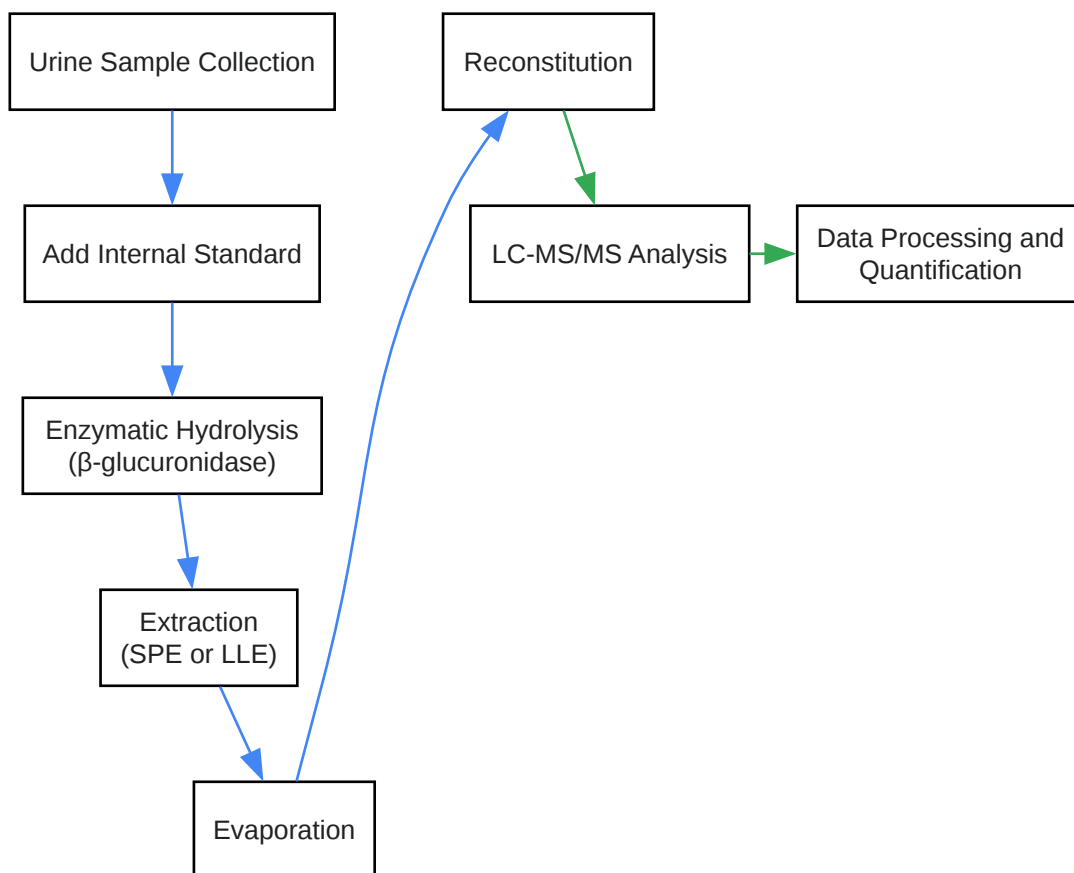 Urine Sample Collection
Add Internal Standard
Enzymatic Hydrolysis
(β-glucuronidase)
Extraction
(SPE or LLE)
Evaporation
Reconstitution
LC-MS/MS Analysis
Data Processing and
Quantification